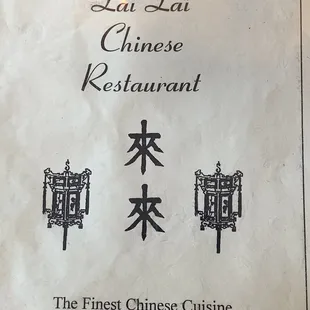 Lai Lai
Chinese
Restaurant
來
來
The Finest Chinese Cuisine